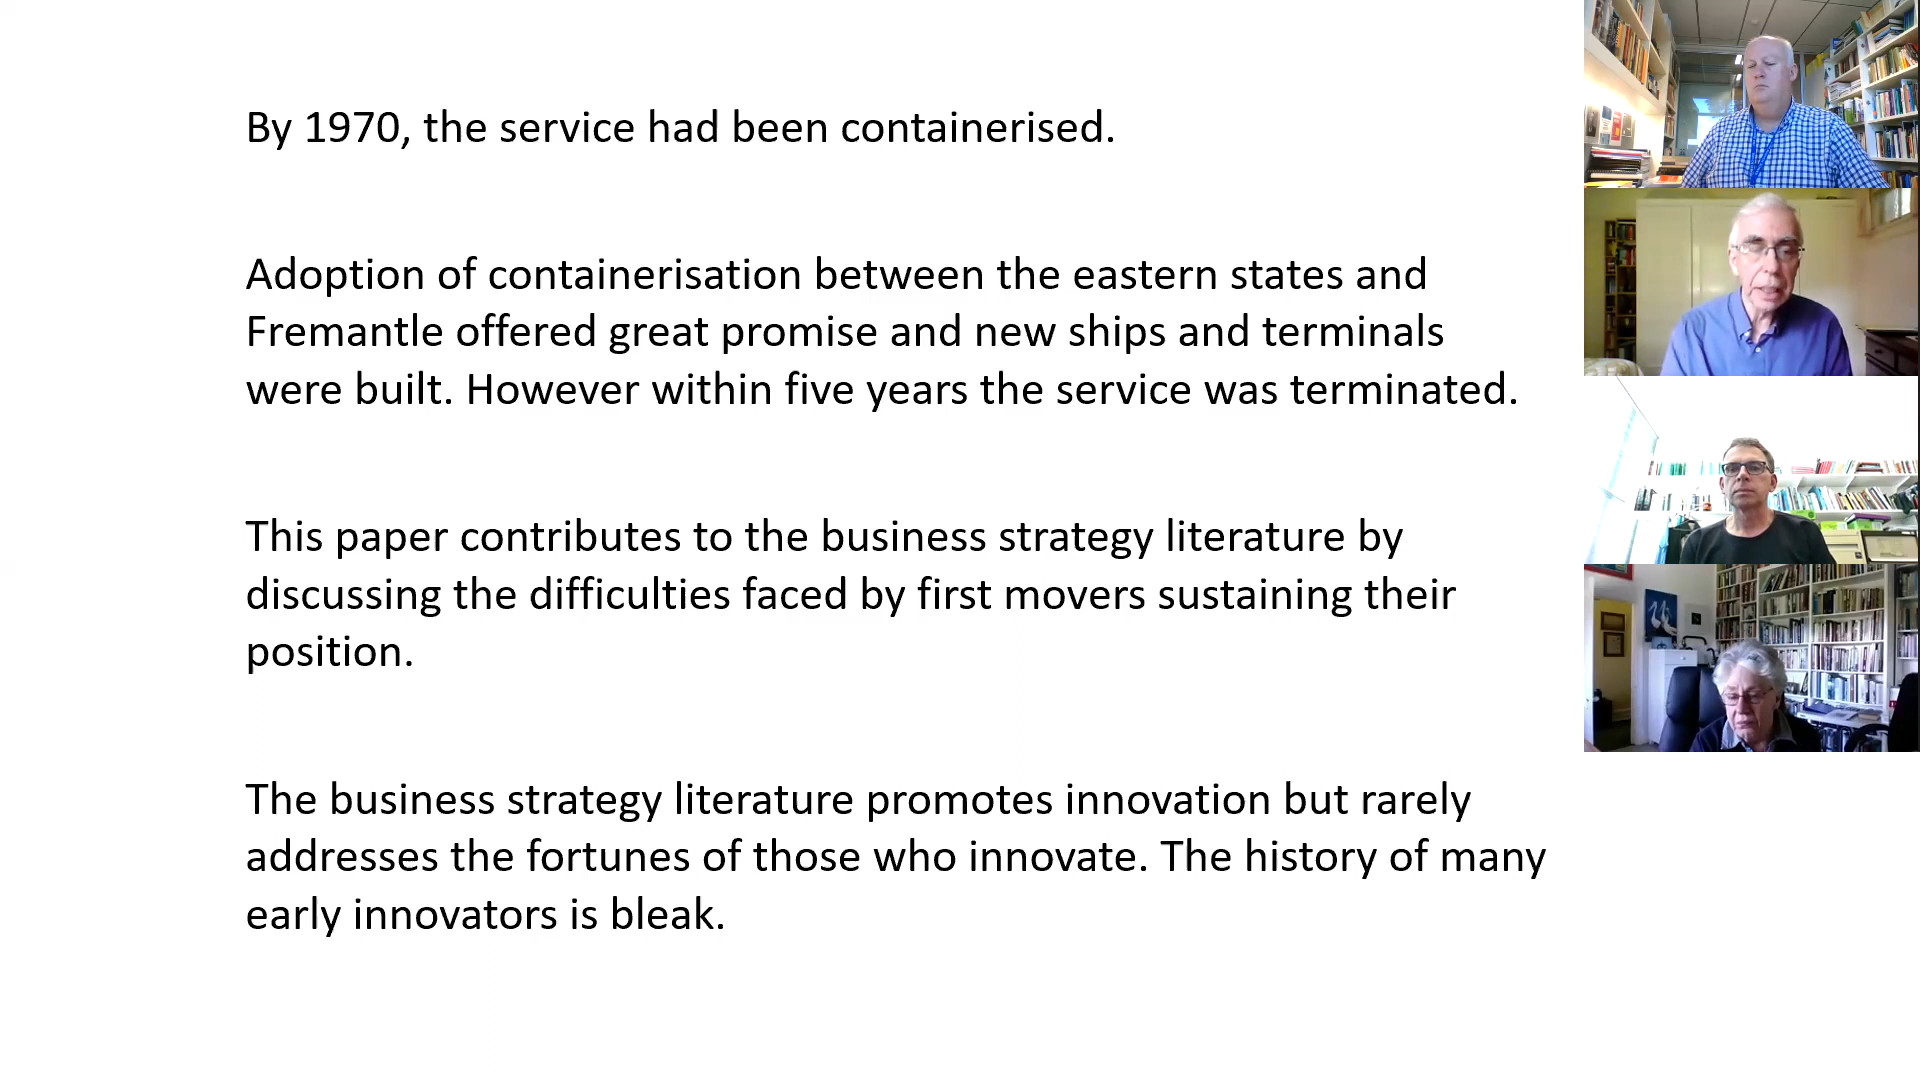 By 1970, the service had been containerised.
Adoption of containerisation between the eastern states and
Fremantle offered great promise and new ships and terminals
were built. However within five years the service was terminated.
This paper contributes to the business strategy literature by
discussing the difficulties faced by first movers sustaining their
position.
The business strategy literature promotes innovation but rarely
addresses the fortunes of those who innovate. The history of many
early innovators is bleak.